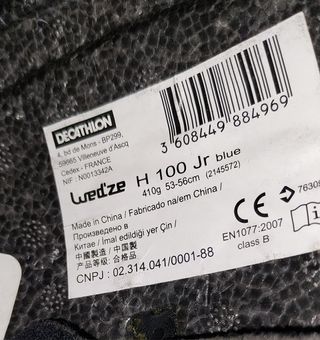 DECATHLON
4, bd de Mons - BP299,
59665 Villeneuve d'Ascq
Cedex - FRANCE
NIF : N0013342A
3 608449 884969
Wed'ze H 100 Jr blue
410g 53-56cm (2145572)
Made in China / Fabricado na/em China /
Произведено в
Китае / İmal edildiği yer Çin /
中國製造 / 中国製
产品等级: 合格品
CNPJ : 02.314.041/0001-88
CE
EN1077:2007
class B
76308
i